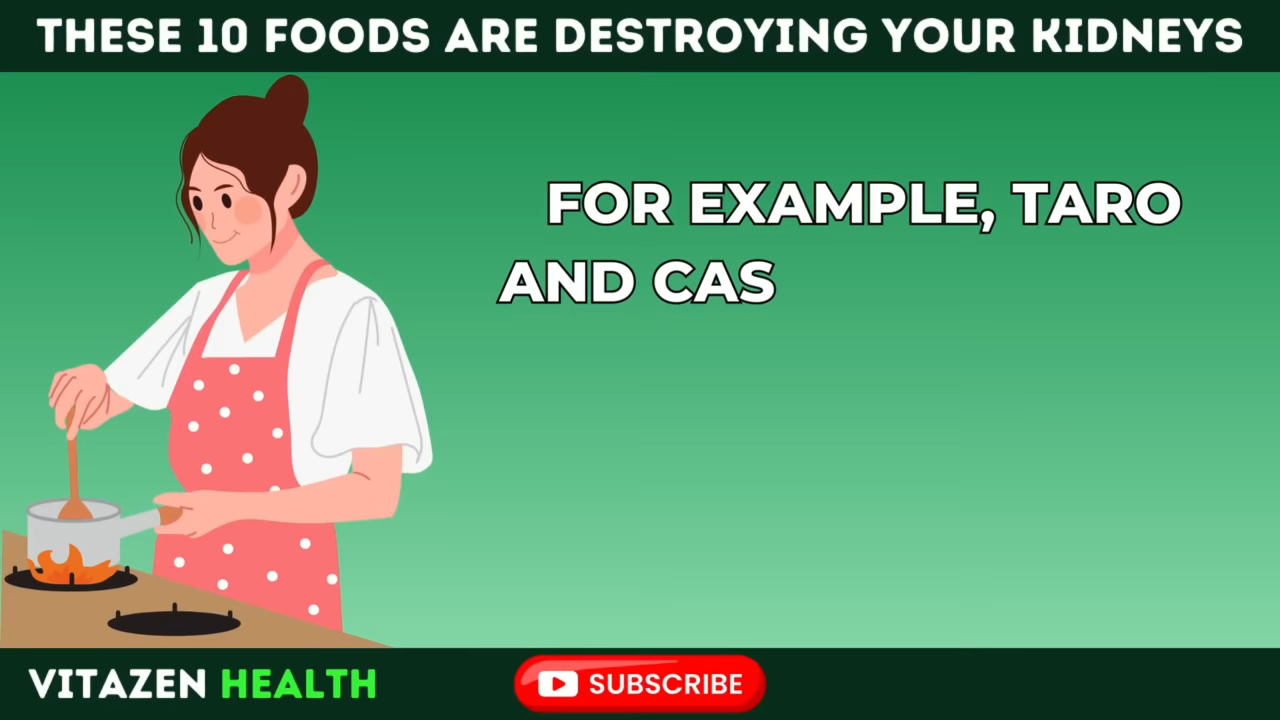 THESE 10 FOODS ARE DESTROYING YOUR KIDNEYS
FOR EXAMPLE, TARO
AND CAS
VITAZEN HEALTH
SUBSCRIBE